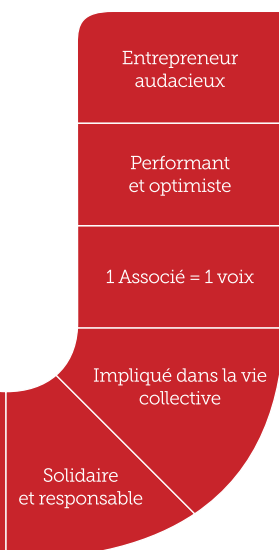 Entrepreneur
audacieux
Performant
et optimiste
1 Associé = 1 voix
Impliqué dans la vie
collective
Solidaire
et responsable